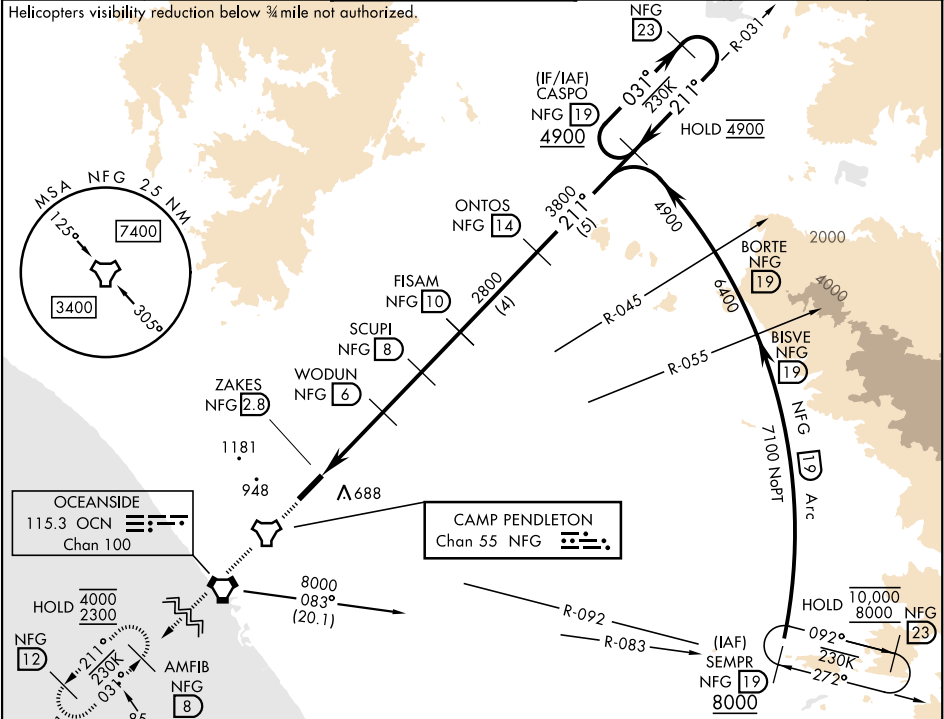 Helicopters visibility reduction below ¾ mile not authorized.
NFG
23
R-031
(IF/IAF)
CASPO
NFG 19
4900
031°
230K
211°
HOLD 4900
MSA NFG 25 NM
125°
7400
3400
305°
ONTOS
NFG 14
3800
211°
(5)
4900
2000
BORTE
NFG
19
4000
FISAM
NFG 10
2800
(4)
6400
R-045
SCUPI
NFG 8
BISVE
NFG
19
R-055
WODUN
NFG 6
ZAKES
NFG 2.8
NFG 19 Arc
7100 NoPT
1181
948
688
OCEANSIDE
115.3 OCN
Chan 100
CAMP PENDLETON
Chan 55 NFG
8000
083°
(20.1)
R-092
R-083
HOLD 10,000
8000
NFG
23
092°
230K
272°
(IAF)
SEMPR
NFG 19
8000
HOLD 4000
2300
NFG
12
211°
230K
031°
AMFIB
NFG
8